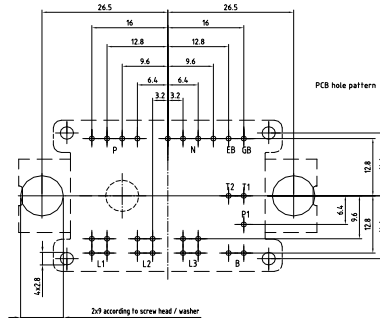 26.5 26.5
16 16
12.8 12.8
9.6 9.6
6.4 6.4
3.2 3.2
PCB hole pattern
P N EB GB
12.8
T2 T1
P1
6.4
9.6
12.8
L1 L2 L3 B
4x2.8
2x9 according to screw head / washer